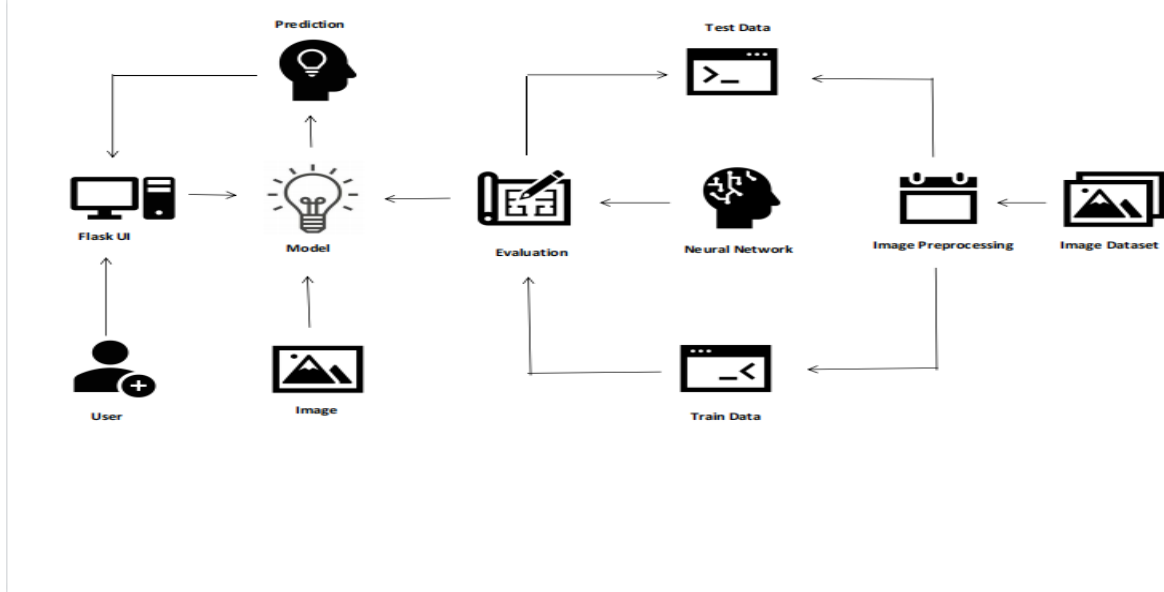 Prediction
Test Data
Flask UI
Model
Evaluation
Neural Network
Image Preprocessing
Image Dataset
User
Image
Train Data